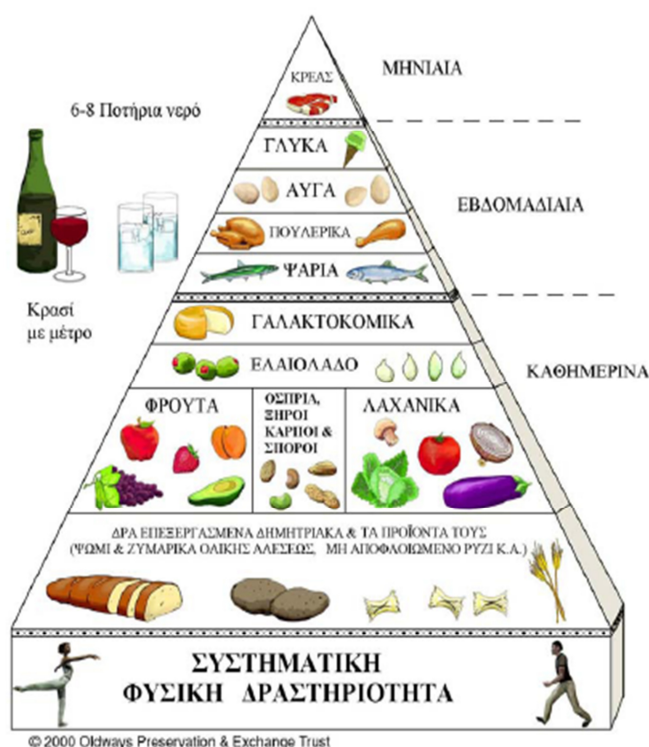 ΚΡΕΑΣ
ΜΗΝΙΑΙΑ
6-8 Ποτήρια νερό
ΓΛΥΚΑ
ΑΥΓΑ
ΕΒΔΟΜΑΔΙΑΙΑ
ΠΟΥΛΕΡΙΚΑ
ΨΑΡΙΑ
Κρασί
με μέτρο
ΓΑΛΑΚΤΟΚΟΜΙΚΑ
ΕΛΑΙΟΛΑΔΟ
ΚΑΘΗΜΕΡΙΝΑ
ΦΡΟΥΤΑ
ΟΣΠΡΙΑ,
ΞΗΡΟΙ
ΚΑΡΠΟΙ &
ΣΠΟΡΟΙ
ΛΑΧΑΝΙΚΑ
ΔΡΑ ΕΠΕΞΕΡΓΑΣΜΕΝΑ ΔΗΜΗΤΡΙΑΚΑ & ΤΑ ΠΡΟΪΟΝΤΑ ΤΟΥΣ
(ΨΩΜΙ & ΖΥΜΑΡΙΚΑ ΟΛΙΚΗΣ ΑΛΕΣΕΩΣ, ΜΗ ΑΠΟΦΛΟΙΩΜΕΝΟ ΡΥΖΙ Κ.Α.)
ΣΥΣΤΗΜΑΤΙΚΗ
ΦΥΣΙΚΗ ΔΡΑΣΤΗΡΙΟΤΗΤΑ
© 2000 Oldways Preservation & Exchange Trust